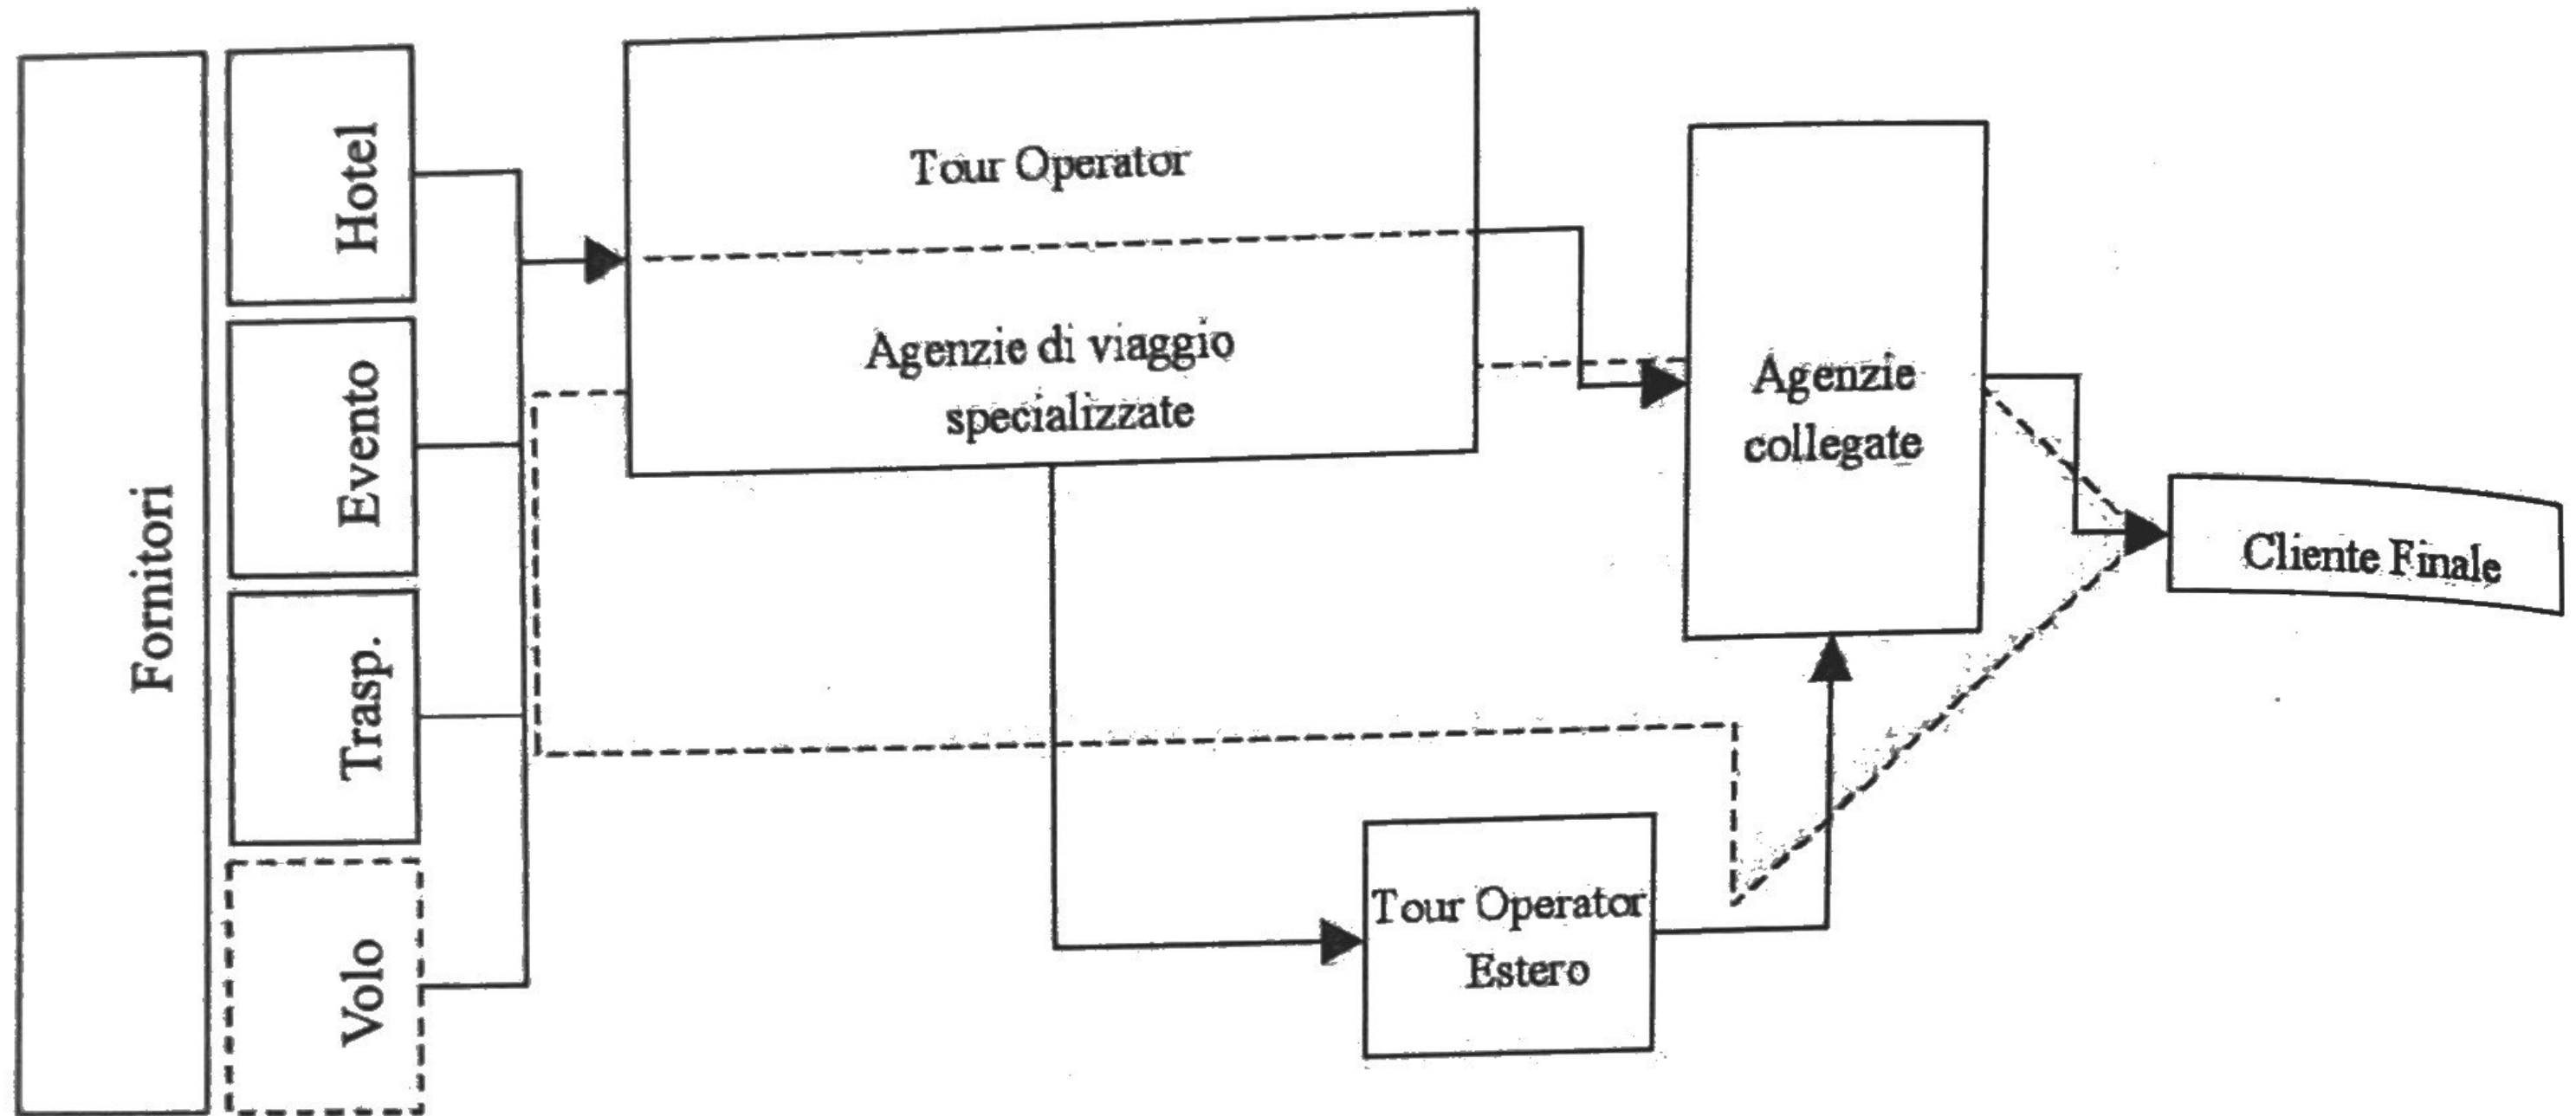 Fornitori
Hotel
Evento
Trasp.
Volo
Tour Operator
Agenzie di viaggio
specializzate
Agenzie
collegate
Cliente Finale
Tour Operator
Estero